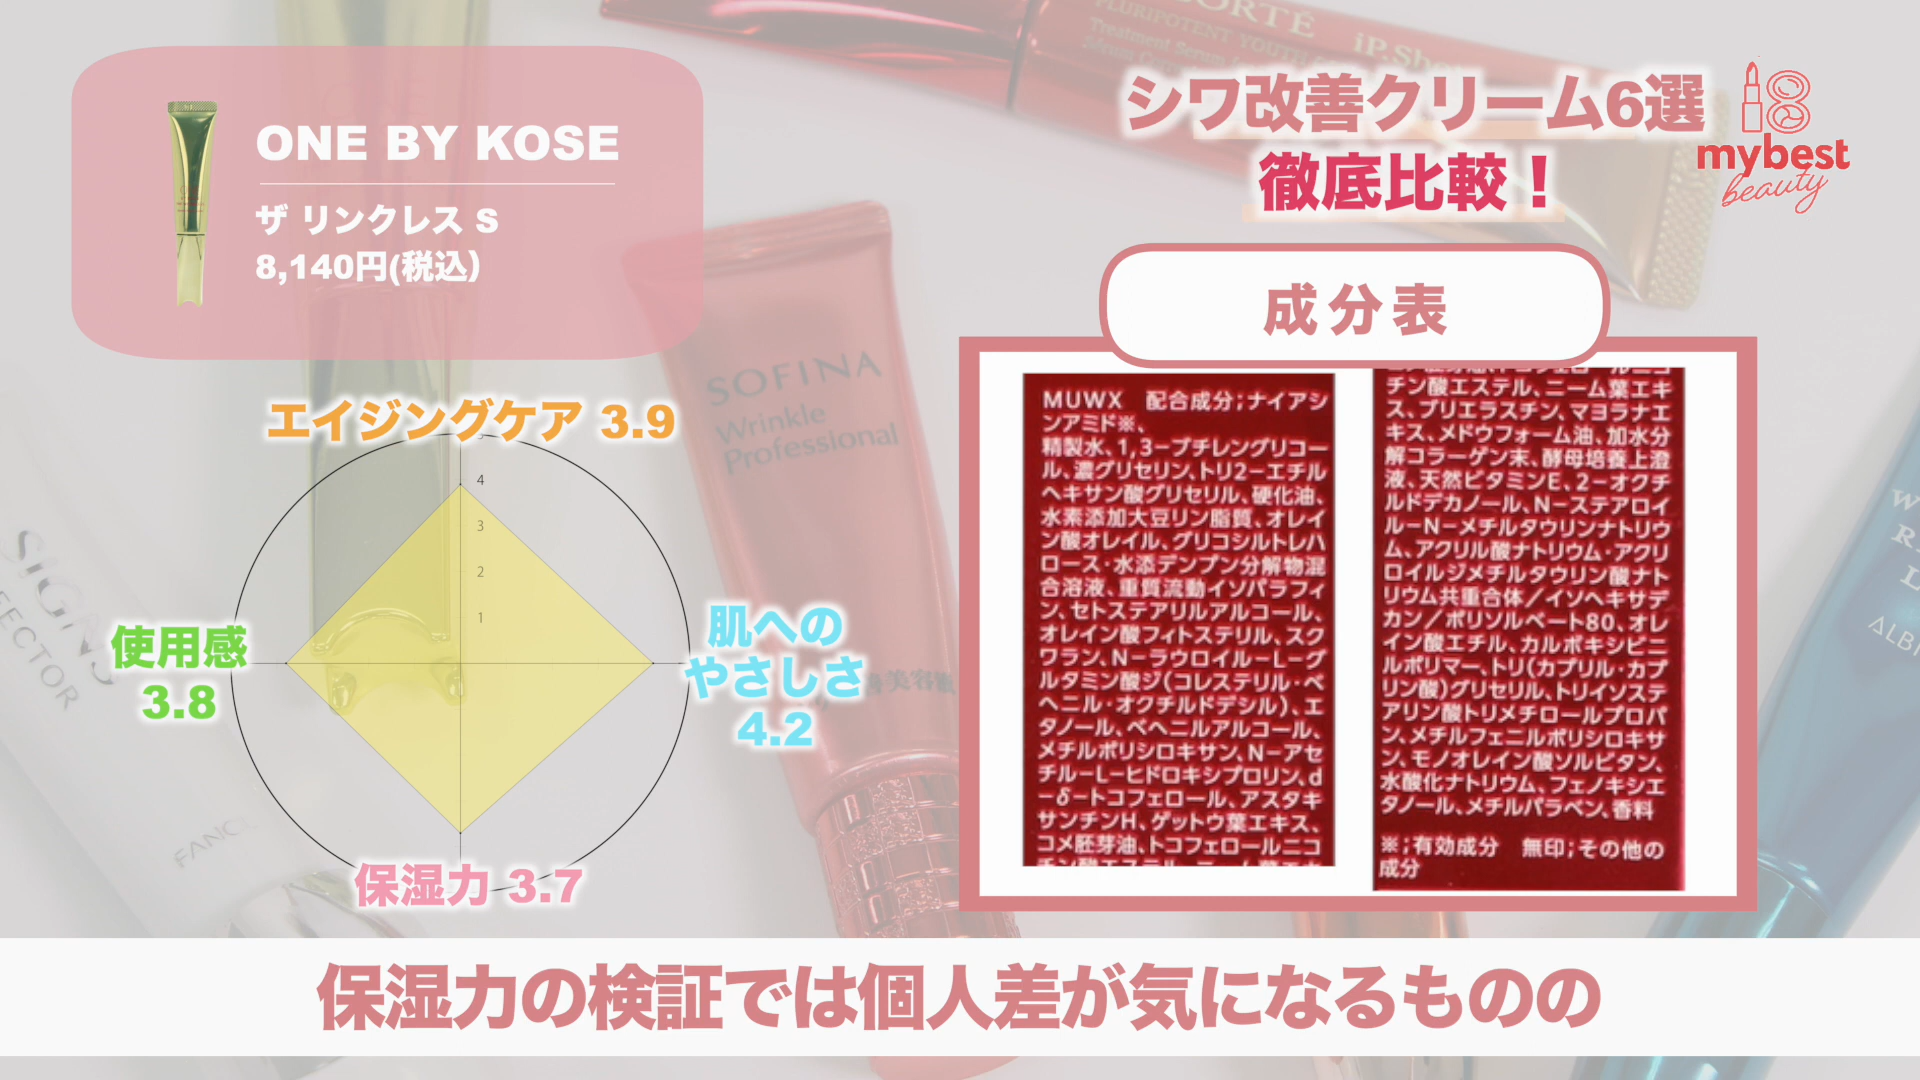 ONE BY KOSE
ザ リンクレス S
8,140円(税込)
シワ改善クリーム6選
徹底比較！
mybest
beauty
成分表
エイジングケア 3.9
5
4
3
2
1
使用感
3.8
肌への
やさしさ
4.2
保湿力 3.7
MUWX 配合成分;ナイアシ
ンアミド※、
精製水、1,3−ブチレングリコー
ル、濃グリセリン、トリ2−エチル
ヘキサン酸グリセリル、硬化油、
水素添加大豆リン脂質、オレイ
ン酸オレイル、グリコシルトレハ
ロース・水添デンプン分解物混
合溶液、重質流動イソパラフィ
ン、セトステアリルアルコール、
オレイン酸フィトステリル、スク
ワラン、N−ラウロイル−L−グ
ルタミン酸ジ(コレステリル・ベ
ヘニル・オクチルドデシル)、エ
タノール、ベヘニルアルコール、
メチルポリシロキサン、N−アセ
チル−L−ヒドロキシプロリン、d
−δ−トコフェロール、アスタキ
サンチンH、ゲットウ葉エキス、
コメ胚芽油、トコフェロールニコ
チン酸エステル、ニーム葉エキ
チン酸エステル、ニーム葉エキ
ス、ブリエラスチン、マヨラナエ
キス、メドウフォーム油、加水分
解コラーゲン末、酵母培養上澄
液、天然ビタミンE、2−オクチ
ルドデカノール、N−ステアロイ
ル−N−メチルタウリンナトリウ
ム、アクリル酸ナトリウム・アクリ
ロイルジメチルタウリン酸ナト
リウム共重合体／イソヘキサデ
カン／ポリソルベート80、オレ
イン酸エチル、カルボキシビニ
ルポリマー、トリ(カプリル・カプ
リン酸)グリセリル、トリイソステ
アリン酸トリメチロールプロパ
ン、メチルフェニルポリシロキサ
ン、モノオレイン酸ソルビタン、
水酸化ナトリウム、フェノキシエ
タノール、メチルパラベン、香料
※;有効成分 無印;その他の
成分
SOFINA
Wrinkle
Professional
iP.Sho
PLURIPOTENT YOUTH
Treatment Serum
FANC
ECTOR
ALB
保湿力の検証では個人差が気になるものの